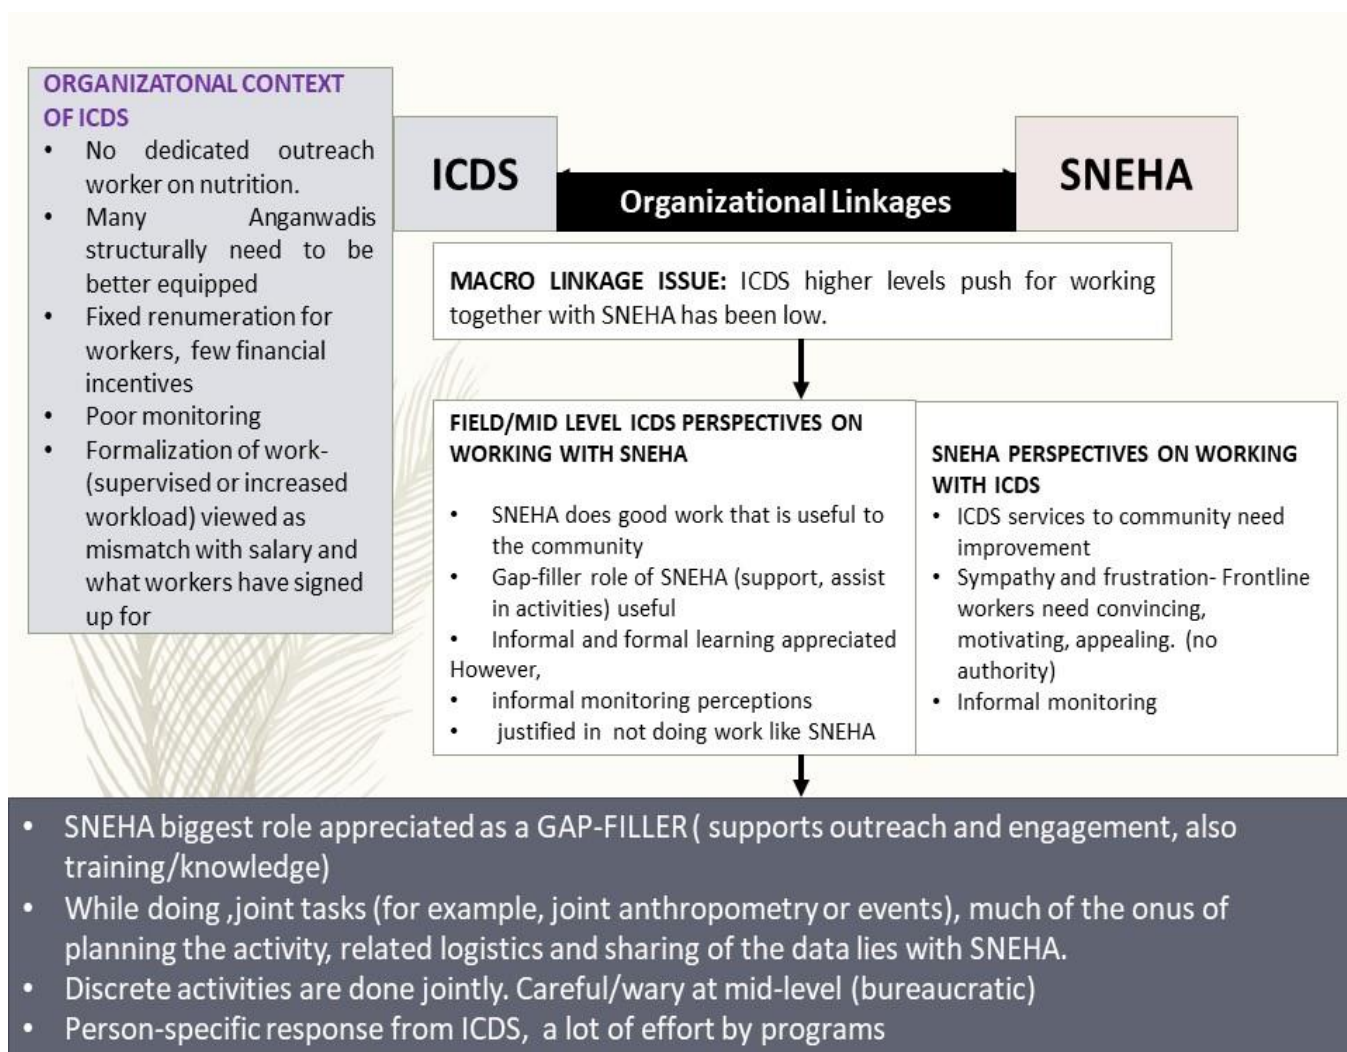 ORGANIZATONAL CONTEXT
OF ICDS
• No dedicated outreach
worker on nutrition.
• Many Anganwadis
structurally need to be
better equipped
• Fixed renumeration for
workers, few financial
incentives
• Poor monitoring
• Formalization of work-
(supervised or increased
workload) viewed as
mismatch with salary and
what workers have signed
up for
ICDS
Organizational Linkages
SNEHA
MACRO LINKAGE ISSUE: ICDS higher levels push for working
together with SNEHA has been low.
FIELD/MID LEVEL ICDS PERSPECTIVES ON
WORKING WITH SNEHA
• SNEHA does good work that is useful to
the community
• Gap-filler role of SNEHA (support, assist
in activities) useful
• Informal and formal learning appreciated
However,
• informal monitoring perceptions
• justified in not doing work like SNEHA
SNEHA PERSPECTIVES ON WORKING
WITH ICDS
• ICDS services to community need
improvement
• Sympathy and frustration- Frontline
workers need convincing,
motivating, appealing. (no
authority)
• Informal monitoring
• SNEHA biggest role appreciated as a GAP-FILLER ( supports outreach and engagement, also
training/knowledge)
• While doing ,joint tasks (for example, joint anthropometry or events), much of the onus of
planning the activity, related logistics and sharing of the data lies with SNEHA.
• Discrete activities are done jointly. Careful/wary at mid-level (bureaucratic)
• Person-specific response from ICDS, a lot of effort by programs